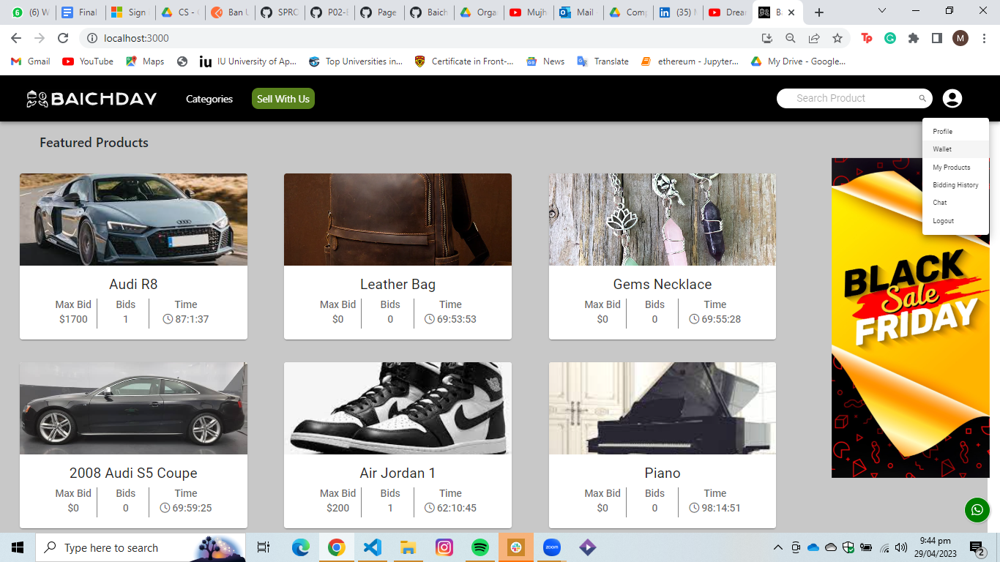 6
(6) W
Final
Sign
CS -
Ban U
SPRC
P02-E
Page
Baich
Orga
Mujh
Mail
Comp
(35)
Drear
localhost:3000
M
Gmail
YouTube
Maps
iu IU University of Ap...
Top Universities in...
Certificate in Front-...
News
Translate
ethereum - Jupyter...
My Drive - Google...
BAICHDAY
Categories
Sell With Us
Search Product
Profile
Wallet
My Products
Bidding History
Chat
Logout
Featured Products
Audi R8
Max Bid Bids Time
$1700 1 87:1:37
Leather Bag
Max Bid Bids Time
$0 0 69:53:53
Gems Necklace
Max Bid Bids Time
$0 0 69:55:28
2008 Audi S5 Coupe
Max Bid Bids Time
$0 0 69:59:25
Air Jordan 1
Max Bid Bids Time
$200 1 62:10:45
Piano
Max Bid Bids Time
$0 0 98:14:51
BLACK
Sale
FRIDAY
Type here to search
zoom
9:44 pm
29/04/2023
2